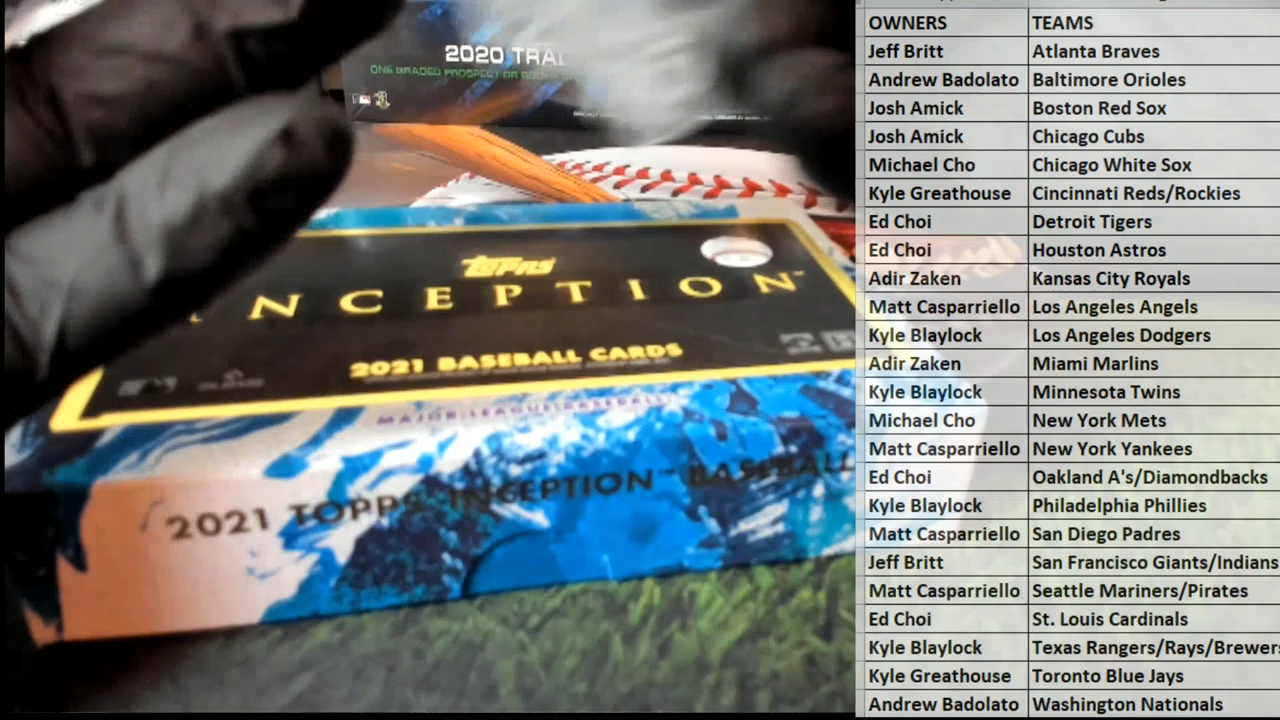 2020 TRA
ONE GRADED PROSPECT OR
TOPPS
INCEPTION™
2021 BASEBALL CARDS
MAJOR LEAGUE BASEBALL
2021 TOPPS® INCEPTION™ BASEBALL
OWNERS TEAMS
Jeff Britt Atlanta Braves
Andrew Badolato Baltimore Orioles
Josh Amick Boston Red Sox
Josh Amick Chicago Cubs
Michael Cho Chicago White Sox
Kyle Greathouse Cincinnati Reds/Rockies
Ed Choi Detroit Tigers
Ed Choi Houston Astros
Adir Zaken Kansas City Royals
Matt Casparriello Los Angeles Angels
Kyle Blaylock Los Angeles Dodgers
Adir Zaken Miami Marlins
Kyle Blaylock Minnesota Twins
Michael Cho New York Mets
Matt Casparriello New York Yankees
Ed Choi Oakland A's/Diamondbacks
Kyle Blaylock Philadelphia Phillies
Matt Casparriello San Diego Padres
Jeff Britt San Francisco Giants/Indians
Matt Casparriello Seattle Mariners/Pirates
Ed Choi St. Louis Cardinals
Kyle Blaylock Texas Rangers/Rays/Brewers
Kyle Greathouse Toronto Blue Jays
Andrew Badolato Washington Nationals